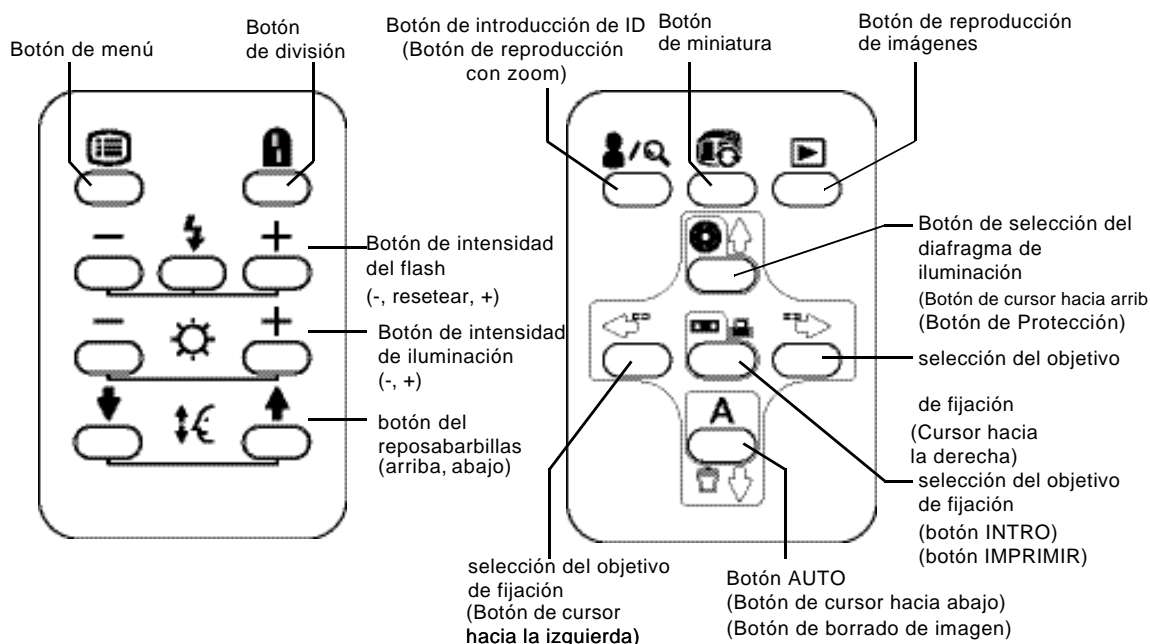 Botón de menú
Botón
de división
Botón de introducción de ID
(Botón de reproducción
con zoom)
Botón
de miniatura
Botón de reproducción
de imágenes
Botón de intensidad
del flash
(-, resetear, +)
Botón de intensidad
de iluminación
(-, +)
botón del
reposabarbillas
(arriba, abajo)
/
A
Botón de selección del
diafragma de
iluminación
(Botón de cursor hacia arrib
(Botón de Protección)
selección del objetivo
de fijación
(Cursor hacia
la derecha)
selección del objetivo
de fijación
(botón INTRO)
(botón IMPRIMIR)
selección del objetivo
de fijación
(Botón de cursor
hacia la izquierda)
Botón AUTO
(Botón de cursor hacia abajo)
(Botón de borrado de imagen)